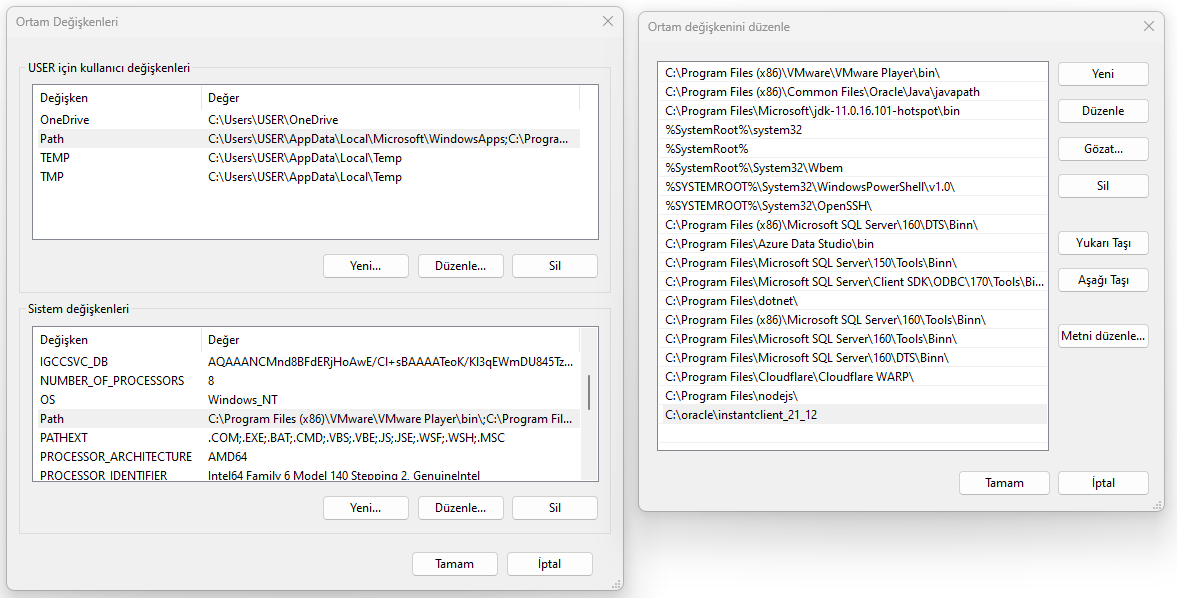 Ortam Değişkenleri
USER için kullanıcı değişkenleri
Değişken Değer
OneDrive C:\Users\USER\OneDrive
Path C:\Users\USER\AppData\Local\Microsoft\WindowsApps;C:\Progra...
TEMP C:\Users\USER\AppData\Local\Temp
TMP C:\Users\USER\AppData\Local\Temp
Yeni... Düzenle... Sil
Sistem değişkenleri
Değişken Değer
IGCCSVC_DB AQAAANCMnd8BFdERjHoAwE/Cl+sBAAAATeoK/KI3qEWmDU845Tz...
NUMBER_OF_PROCESSORS 8
OS Windows_NT
Path C:\Program Files (x86)\VMware\VMware Player\bin\;C:\Program Fil...
PATHEXT .COM;.EXE;.BAT;.CMD;.VBS;.VBE;.JS;.JSE;.WSF;.WSH;.MSC
PROCESSOR_ARCHITECTURE AMD64
PROCESSOR_IDENTIFIER Intel64 Family 6 Model 140 Stepping 2, GenuineIntel
Yeni... Düzenle... Sil
Tamam İptal
Ortam değişkenini düzenle
C:\Program Files (x86)\VMware\VMware Player\bin\
C:\Program Files (x86)\Common Files\Oracle\Java\javapath
C:\Program Files\Microsoft\jdk-11.0.16.101-hotspot\bin
%SystemRoot%\system32
%SystemRoot%
%SystemRoot%\System32\Wbem
%SYSTEMROOT%\System32\WindowsPowerShell\v1.0\
%SYSTEMROOT%\System32\OpenSSH\
C:\Program Files (x86)\Microsoft SQL Server\160\DTS\Binn\
C:\Program Files\Azure Data Studio\bin
C:\Program Files\Microsoft SQL Server\150\Tools\Binn\
C:\Program Files\Microsoft SQL Server\Client SDK\ODBC\170\Tools\Bi...
C:\Program Files\dotnet\
C:\Program Files (x86)\Microsoft SQL Server\160\Tools\Binn\
C:\Program Files\Microsoft SQL Server\160\Tools\Binn\
C:\Program Files\Microsoft SQL Server\160\DTS\Binn\
C:\Program Files\Cloudflare\Cloudflare WARP\
C:\Program Files\nodejs\
C:\oracle\instantclient_21_12
Yeni
Düzenle
Gözat...
Sil
Yukarı Taşı
Aşağı Taşı
Metni düzenle...
Tamam İptal